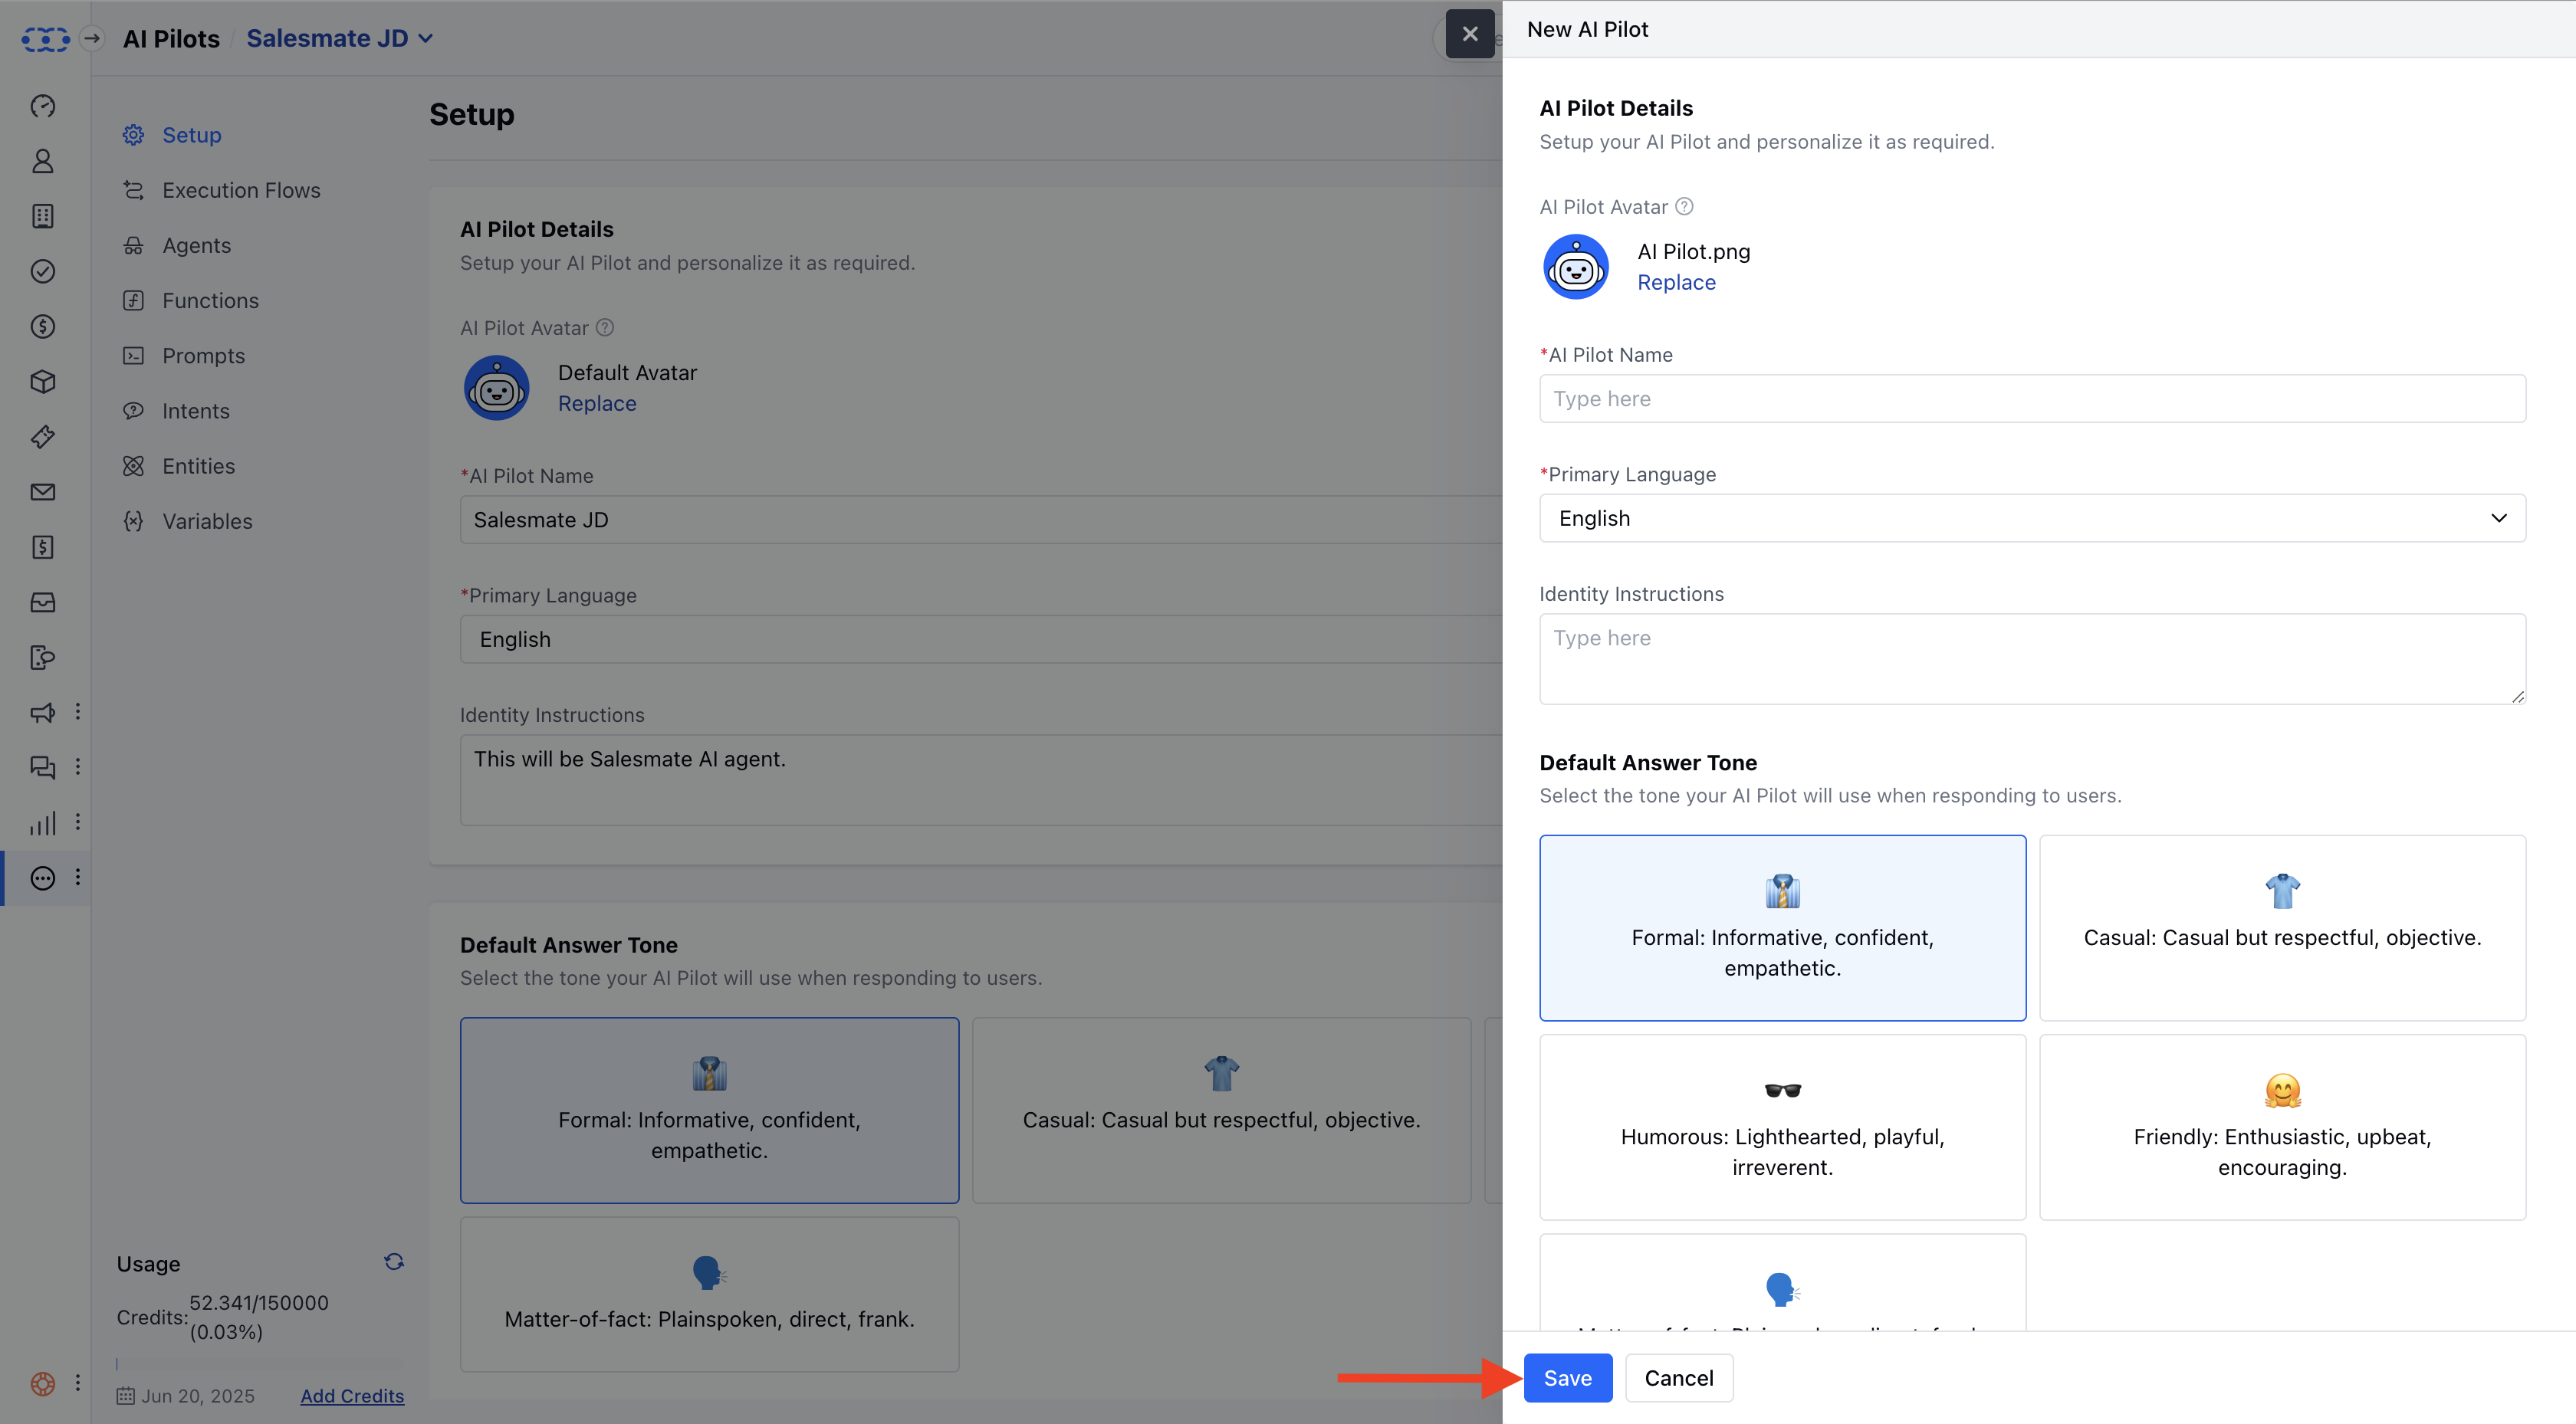 AI Pilots / Salesmate JD
Setup
Execution Flows
Agents
Functions
Prompts
Intents
Entities
Variables
Usage
Credits: 52.341/150000
(0.03%)
Jun 20, 2025 Add Credits
Setup
AI Pilot Details
Setup your AI Pilot and personalize it as required.
AI Pilot Avatar
Default Avatar
Replace
*AI Pilot Name
Salesmate JD
*Primary Language
English
Identity Instructions
This will be Salesmate AI agent.
Default Answer Tone
Select the tone your AI Pilot will use when responding to users.
Formal: Informative, confident,
empathetic.
Casual: Casual but respectful, objective.
Matter-of-fact: Plainspoken, direct, frank.
New AI Pilot
AI Pilot Details
Setup your AI Pilot and personalize it as required.
AI Pilot Avatar
AI Pilot.png
Replace
*AI Pilot Name
Type here
*Primary Language
English
Identity Instructions
Type here
Default Answer Tone
Select the tone your AI Pilot will use when responding to users.
Formal: Informative, confident,
empathetic.
Casual: Casual but respectful, objective.
Humorous: Lighthearted, playful,
irreverent.
Friendly: Enthusiastic, upbeat,
encouraging.
Save
Cancel